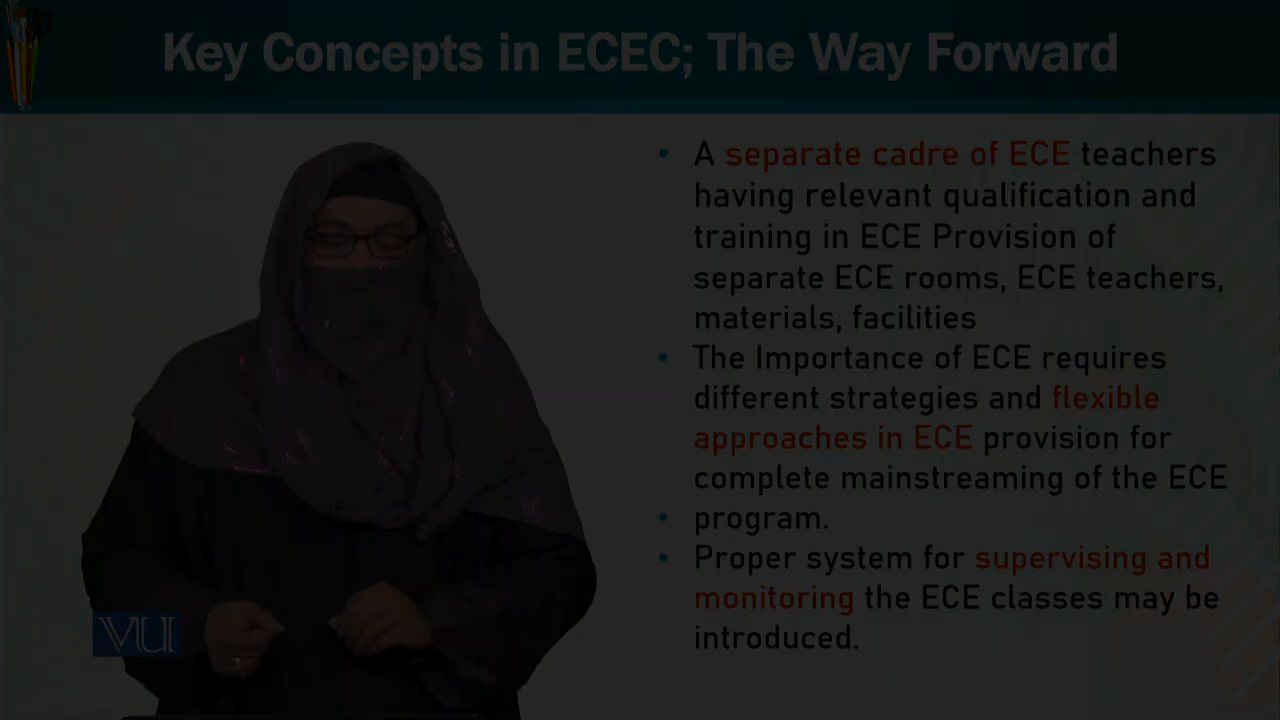 Key Concepts in ECEC; The Way Forward
• A separate cadre of ECE teachers
having relevant qualification and
training in ECE Provision of
separate ECE rooms, ECE teachers,
materials, facilities
• The Importance of ECE requires
different strategies and flexible
approaches in ECE provision for
complete mainstreaming of the ECE
• program.
• Proper system for supervising and
monitoring the ECE classes may be
introduced.
VU